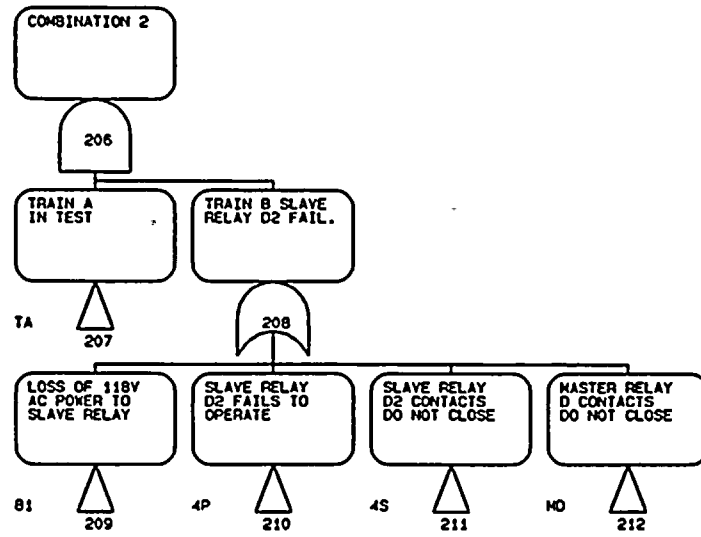 COMBINATION 2
206
TRAIN A
IN TEST
TRAIN B SLAVE
RELAY D2 FAIL.
TA
207
208
LOSS OF 118V
AC POWER TO
SLAVE RELAY
SLAVE RELAY
D2 FAILS TO
OPERATE
SLAVE RELAY
D2 CONTACTS
DO NOT CLOSE
MASTER RELAY
D CONTACTS
DO NOT CLOSE
81
209
4P
210
4S
211
MD
212